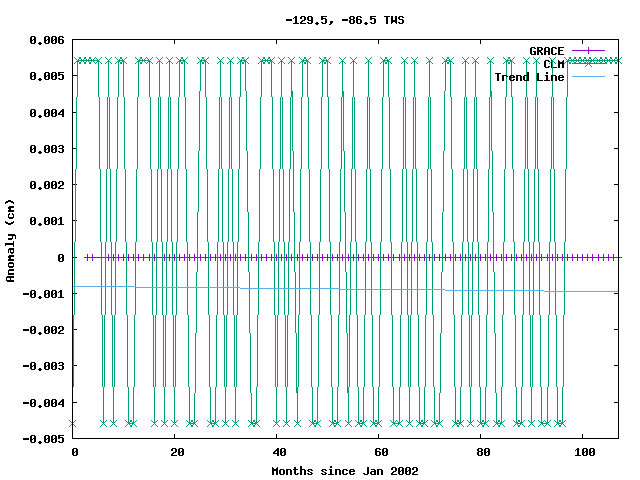 -129.5, -86.5 TWS
0.006
0.005
0.004
0.003
0.002
0.001
0
-0.001
-0.002
-0.003
-0.004
-0.005
Anomaly (cm)
GRACE
CLM
Trend Line
0 20 40 60 80 100
Months since Jan 2002